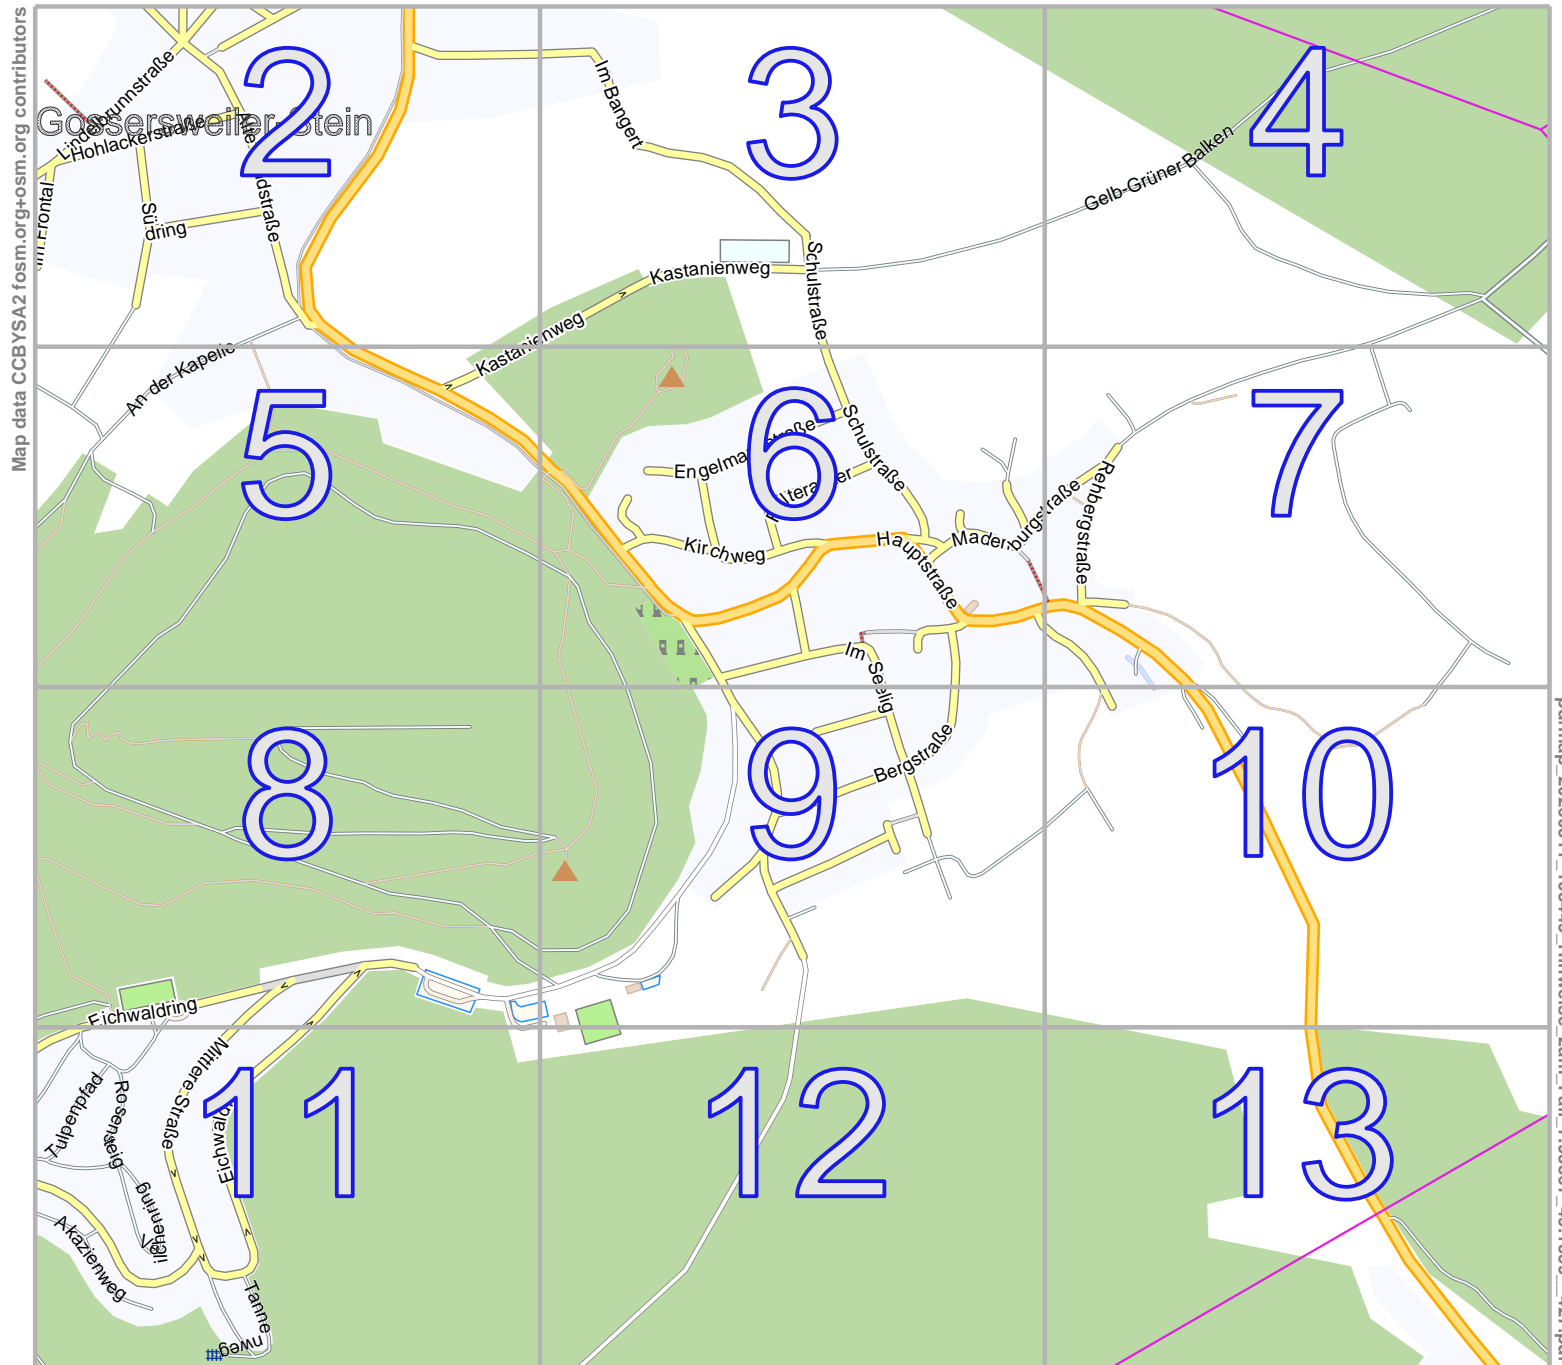 Map data CCBYSA2 fosm.org+osm.org contributors
Gossersweiler-Stein
Lindelbrunnstraße
Hohlackerstraße
Südring
An der Kapelle
Im Bangert
Kastanienweg
Kastanienweg
Schulstraße
Gelb-Grüner Balken
2
3
4
5
6
7
Schulstraße
Kirchweg
Hauptstraße
Madenburgstraße
Rehbergstraße
Im Seelig
8
9
10
Bergstraße
Eichwaldring
11
12
13
Mittlere-Straße
Tulpenpfad
Rosensteig
Veilchenring
Akazienweg
Tannenweg